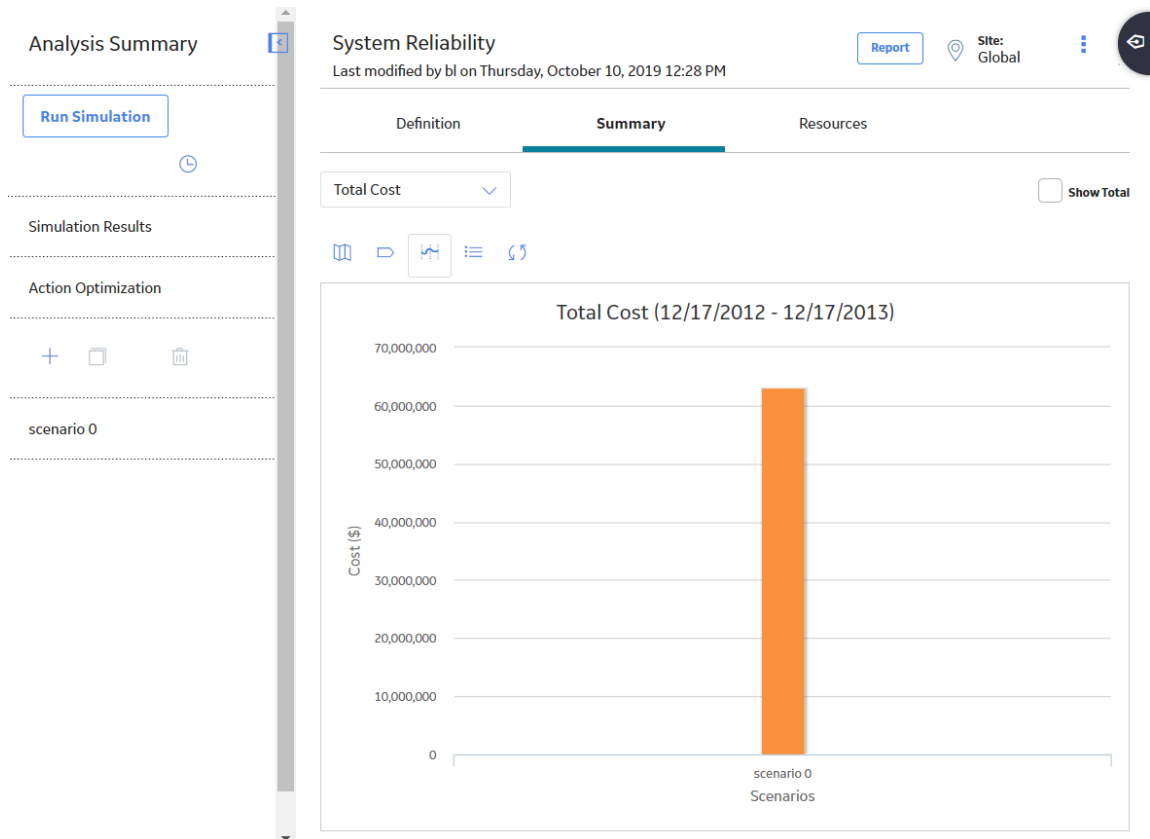 Analysis Summary
Run Simulation
Simulation Results
Action Optimization
scenario 0
System Reliability
Last modified by bl on Thursday, October 10, 2019 12:28 PM
Report
Site:
Global
Definition
Summary
Resources
Total Cost
Show Total
Total Cost (12/17/2012 - 12/17/2013)
70,000,000
60,000,000
50,000,000
40,000,000
30,000,000
20,000,000
10,000,000
0
Cost ($)
scenario 0
Scenarios